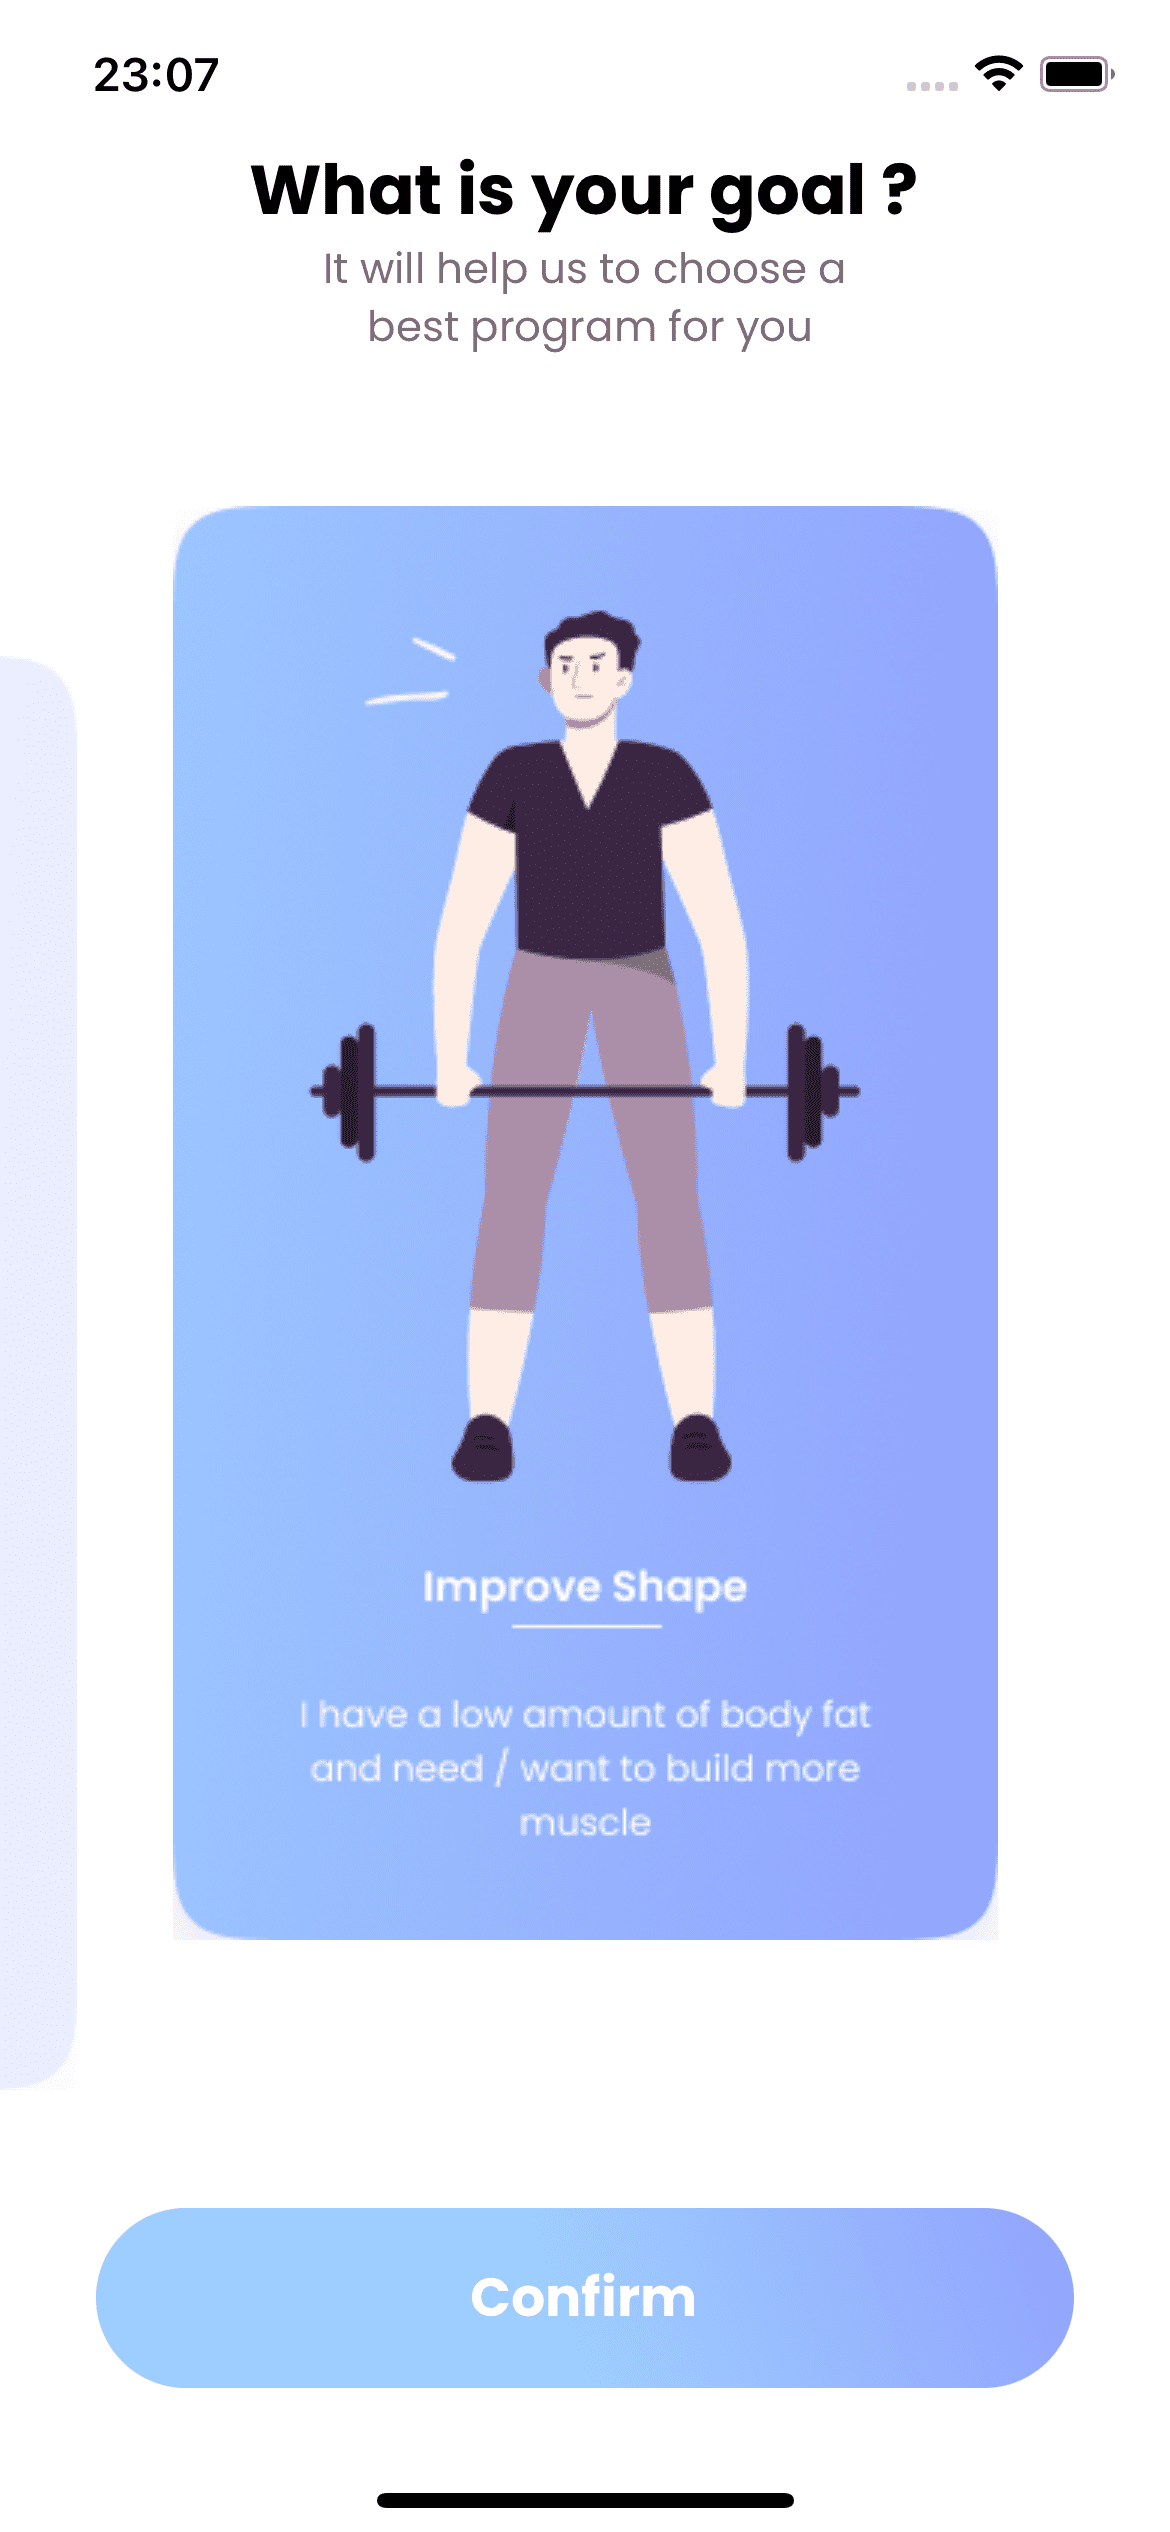 23:07
What is your goal ?
It will help us to choose a
best program for you
Improve Shape
I have a low amount of body fat
and need / want to build more
muscle
Confirm